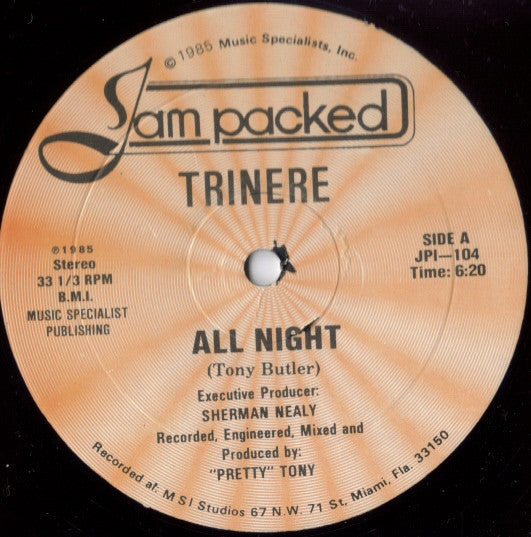 © 1985 Music Specialists, Inc.
Jam packed
TRINERE
℗ 1985
Stereo
33 1/3 RPM
B.M.I.
MUSIC SPECIALIST
PUBLISHING
SIDE A
JPI—104
Time: 6:20
ALL NIGHT
(Tony Butler)
Executive Producer:
SHERMAN NEALY
Recorded, Engineered, Mixed and
Produced by:
"PRETTY" TONY
Recorded at: M S I Studios 67 N.W. 71 St, Miami, Fla. 33150